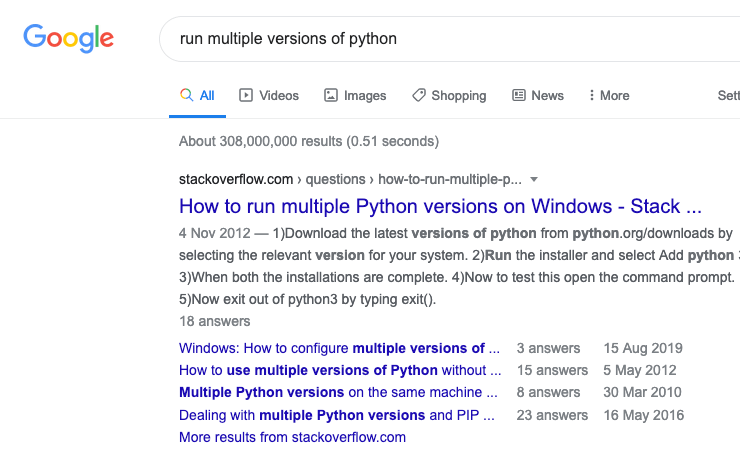 Google
run multiple versions of python
All Videos Images Shopping News More Sett
About 308,000,000 results (0.51 seconds)
stackoverflow.com › questions › how-to-run-multiple-p...
How to run multiple Python versions on Windows - Stack ...
4 Nov 2012 — 1)Download the latest versions of python from python.org/downloads by
selecting the relevant version for your system. 2)Run the installer and select Add python 3
3)When both the installations are complete. 4)Now to test this open the command prompt.
5)Now exit out of python3 by typing exit().
18 answers
Windows: How to configure multiple versions of ... 3 answers 15 Aug 2019
How to use multiple versions of Python without ... 15 answers 5 May 2012
Multiple Python versions on the same machine ... 8 answers 30 Mar 2010
Dealing with multiple Python versions and PIP ... 23 answers 16 May 2016
More results from stackoverflow.com